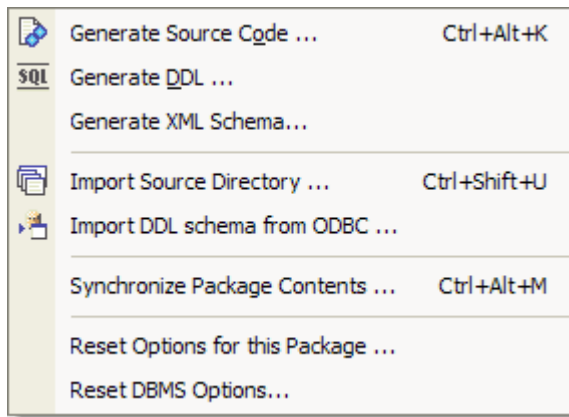 Generate Source Code ... Ctrl+Alt+K
SQL Generate DDL ...
Generate XML Schema...
Import Source Directory ... Ctrl+Shift+U
Import DDL schema from ODBC ...
Synchronize Package Contents ... Ctrl+Alt+M
Reset Options for this Package ...
Reset DBMS Options...